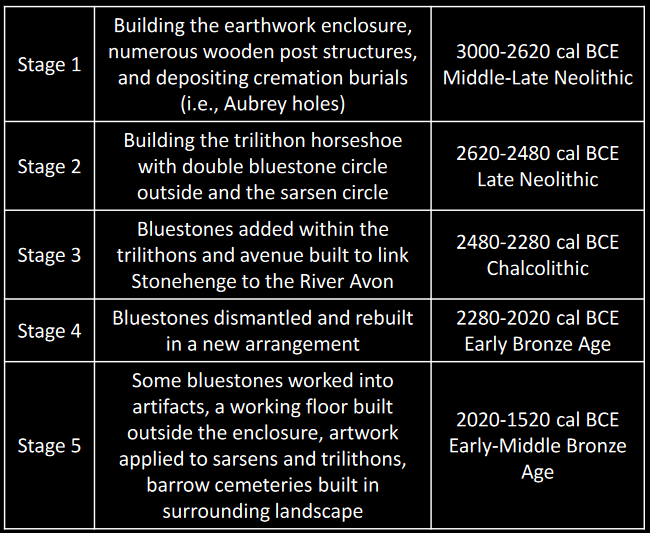 Stage 1
Building the earthwork enclosure,
numerous wooden post structures,
and depositing cremation burials
(i.e., Aubrey holes)
3000-2620 cal BCE
Middle-Late Neolithic
Stage 2
Building the trilithon horseshoe
with double bluestone circle
outside and the sarsen circle
2620-2480 cal BCE
Late Neolithic
Stage 3
Bluestones added within the
trilithons and avenue built to link
Stonehenge to the River Avon
2480-2280 cal BCE
Chalcolithic
Stage 4
Bluestones dismantled and rebuilt
in a new arrangement
2280-2020 cal BCE
Early Bronze Age
Stage 5
Some bluestones worked into
artifacts, a working floor built
outside the enclosure, artwork
applied to sarsens and trilithons,
barrow cemeteries built in
surrounding landscape
2020-1520 cal BCE
Early-Middle Bronze
Age